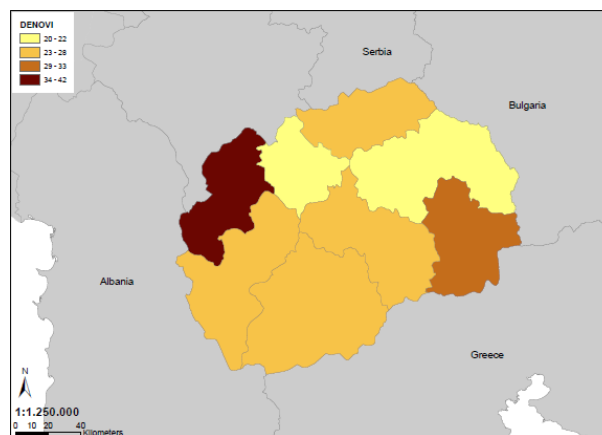 DENOVI
20 - 22
23 - 28
29 - 33
34 - 42
Serbia
Bulgaria
Albania
Greece
N
1:1.250.000
0 10 20 40
Kilometers